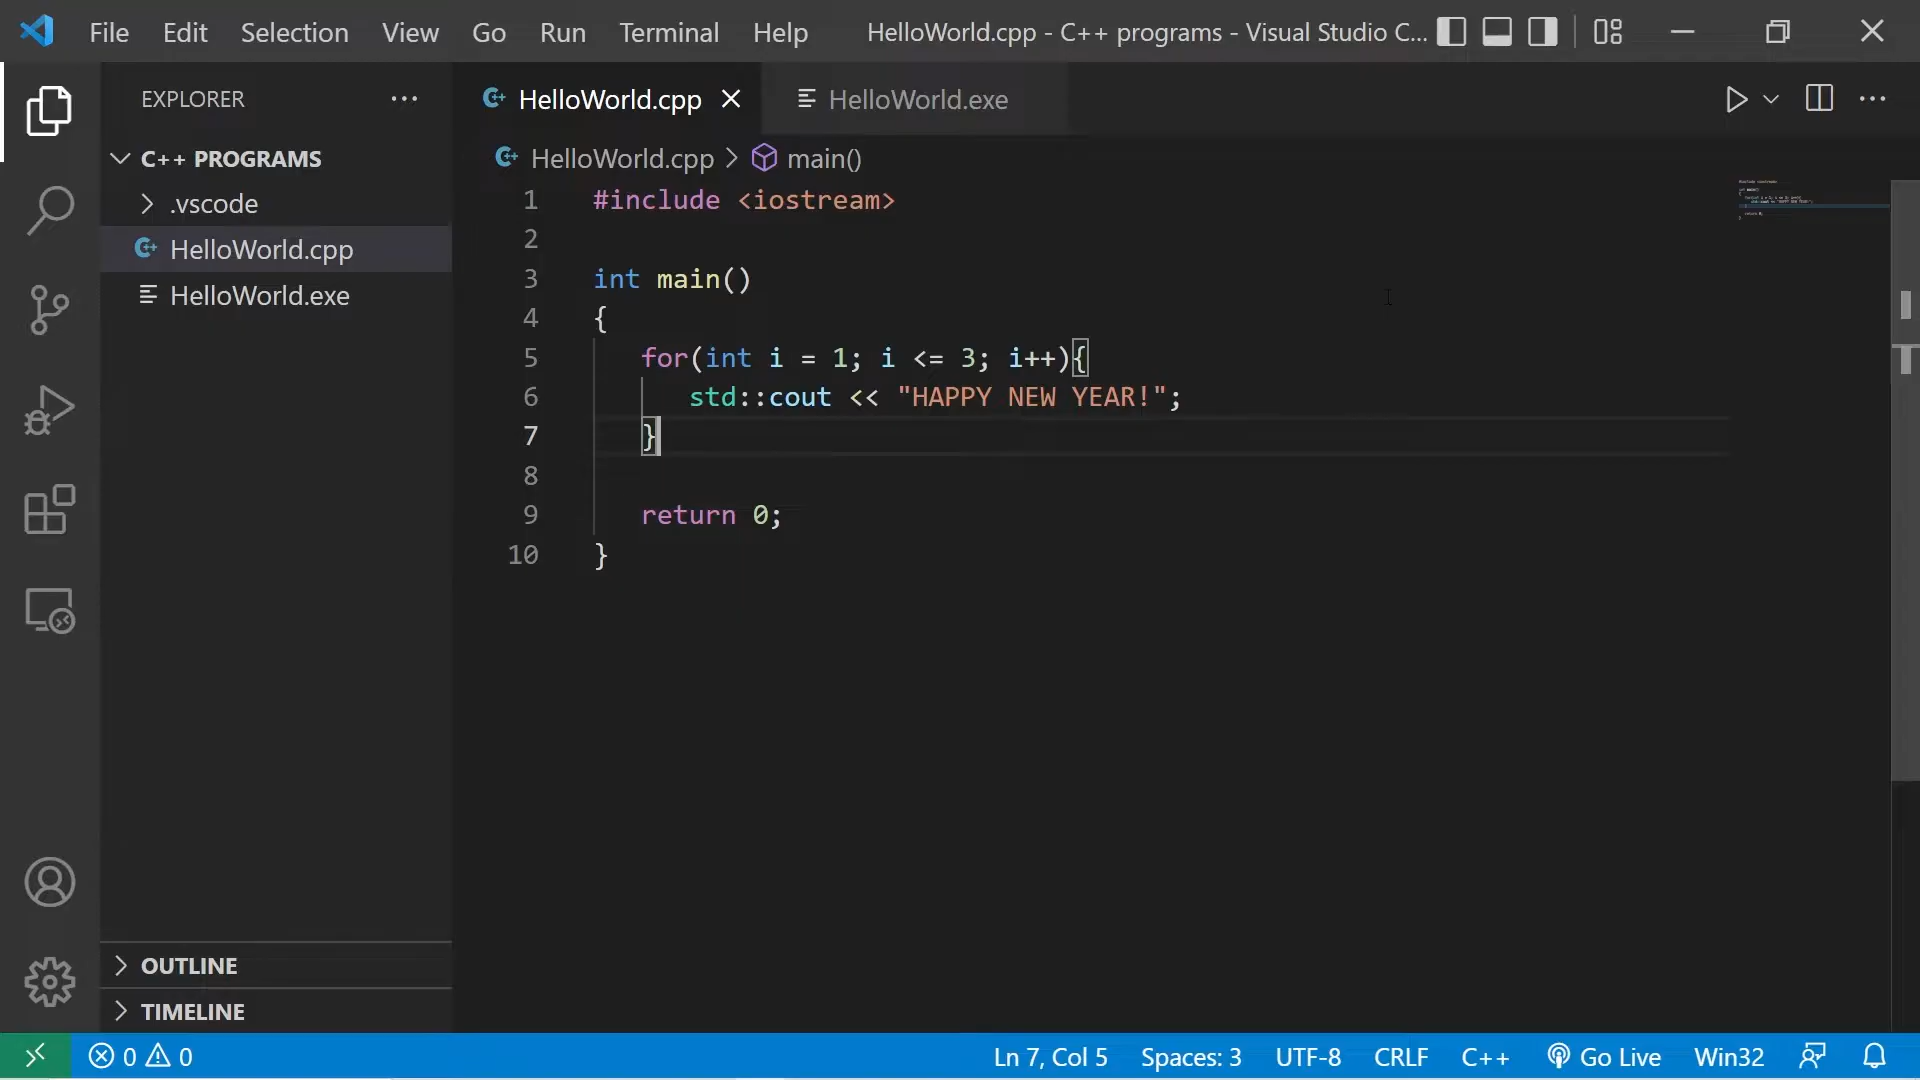 File Edit Selection View Go Run Terminal Help HelloWorld.cpp - C++ programs - Visual Studio C...
EXPLORER
C++ PROGRAMS
.vscode
HelloWorld.cpp
HelloWorld.exe
OUTLINE
TIMELINE
HelloWorld.cpp HelloWorld.exe
HelloWorld.cpp > main()
1 #include <iostream>
2
3 int main()
4 {
5 for(int i = 1; i <= 3; i++){
6 std::cout << "HAPPY NEW YEAR!";
7 }
8
9 return 0;
10 }
0 0 Ln 7, Col 5 Spaces: 3 UTF-8 CRLF C++ Go Live Win32